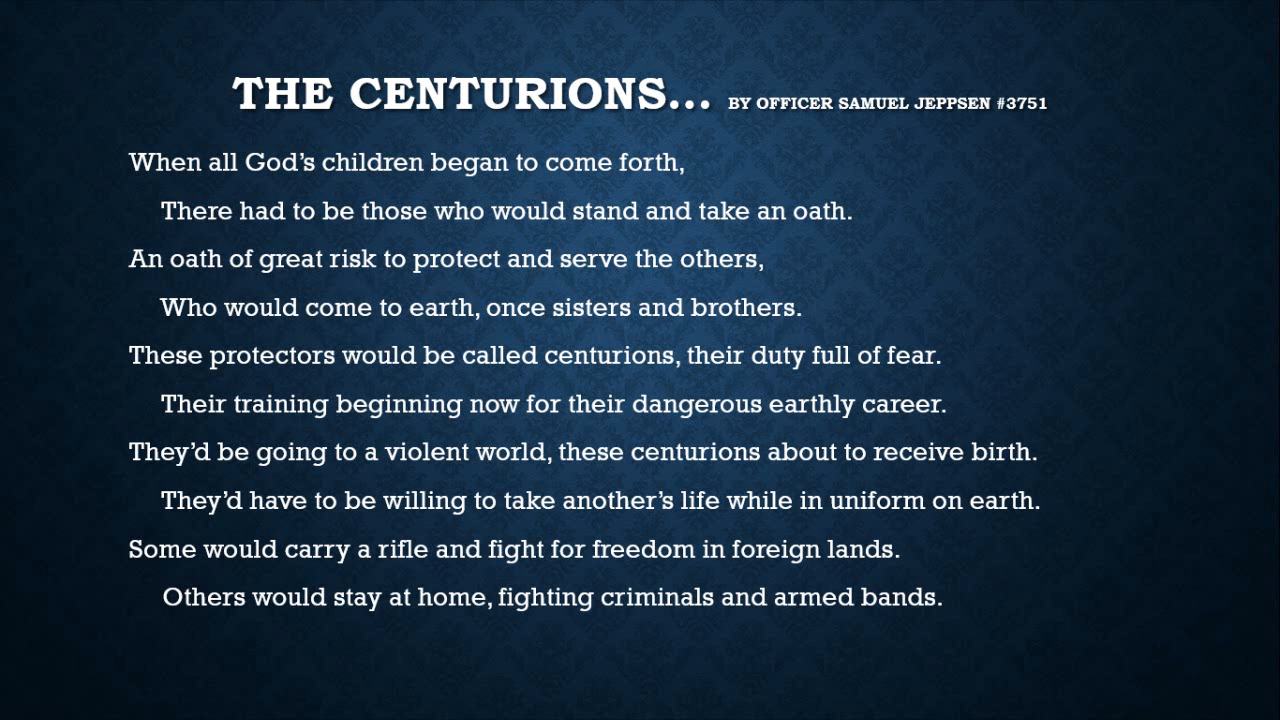 THE CENTURIONS... BY OFFICER SAMUEL JEPPSEN #3751
When all God's children began to come forth,
There had to be those who would stand and take an oath.
An oath of great risk to protect and serve the others,
Who would come to earth, once sisters and brothers.
These protectors would be called centurions, their duty full of fear.
Their training beginning now for their dangerous earthly career.
They'd be going to a violent world, these centurions about to receive birth.
They'd have to be willing to take another's life while in uniform on earth.
Some would carry a rifle and fight for freedom in foreign lands.
Others would stay at home, fighting criminals and armed bands.